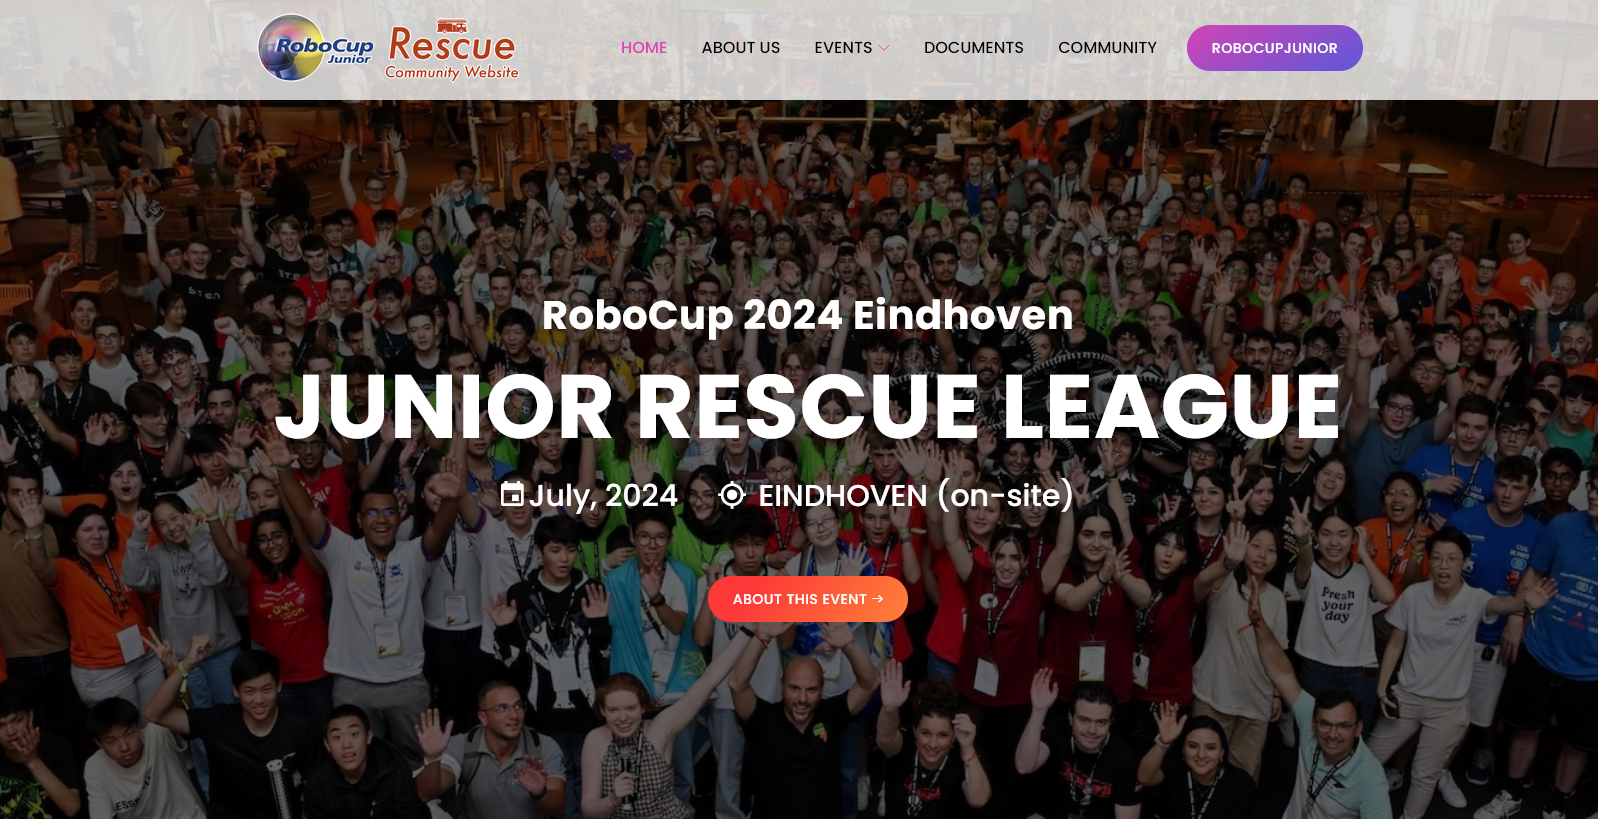 RoboCup
Junior
Rescue
Community Website
HOME
ABOUT US
EVENTS
DOCUMENTS
COMMUNITY
ROBOCUPJUNIOR
RoboCup 2024 Eindhoven
JUNIOR RESCUE LEAGUE
July, 2024
EINDHOVEN (on-site)
ABOUT THIS EVENT →
Fresh
your
day